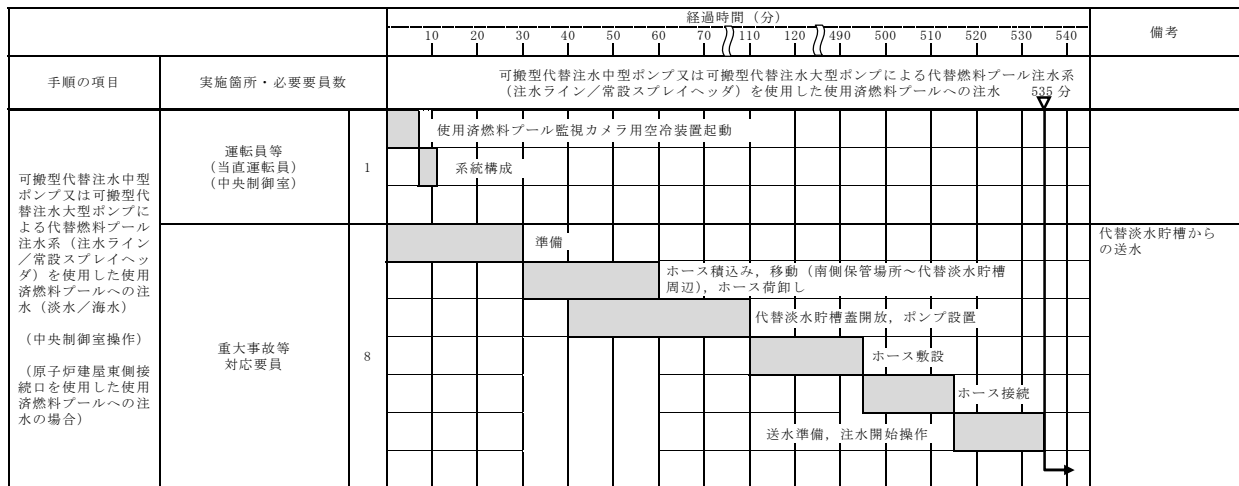 経過時間（分）
備考
10 20 30 40 50 60 70 110 120 490 500 510 520 530 540
手順の項目
実施箇所・必要要員数
可搬型代替注水中型ポンプ又は可搬型代替注水大型ポンプによる代替燃料プール注水系
（注水ライン／常設スプレイヘッダ）を使用した使用済燃料プールへの注水 535 分
可搬型代替注水中型
ポンプ又は可搬型代
替注水大型ポンプに
よる代替燃料プール
注水系（注水ライン
／常設スプレイヘッ
ダ）を使用した使用
済燃料プールへの注
水（淡水／海水）
（中央制御室操作）
（原子炉建屋東側接
続口を使用した使用
済燃料プールへの注
水の場合）
運転員等
（当直運転員）
（中央制御室）
1
使用済燃料プール監視カメラ用空冷装置起動
系統構成
重大事故等
対応要員
8
準備
ホース積込み，移動（南側保管場所～代替淡水貯槽
周辺），ホース荷卸し
代替淡水貯槽蓋開放，ポンプ設置
ホース敷設
ホース接続
送水準備，注水開始操作
代替淡水貯槽から
の送水